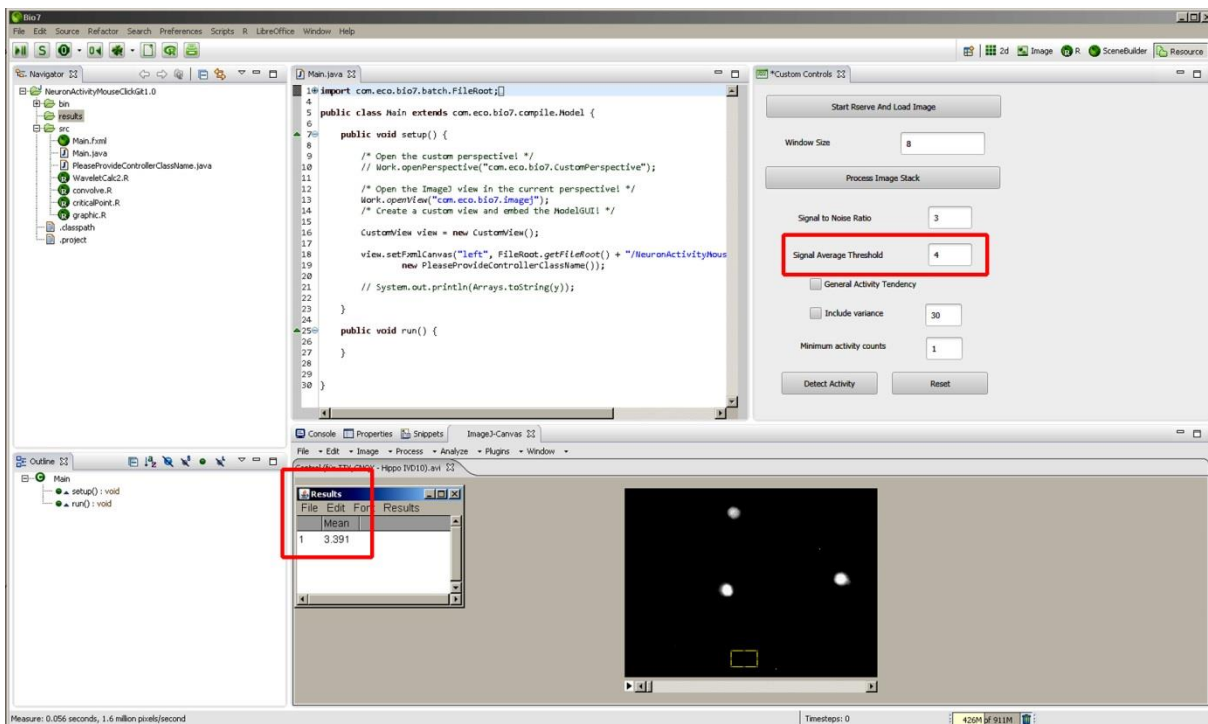 Bio7
File Edit Source Refactor Search Preferences Scripts R LibreOffice Window Help
2d Image R SceneBuilder Resource
Navigator
NeuronActivityMouseClickGit1.0
bin
results
src
Main.fxml
Main.java
PleaseProvideControllerClassName.java
WaveletCalc2.R
convolve.R
criticalPoint.R
graphic.R
.classpath
.project
Main.java
1 import com.eco.bio7.batch.FileRoot;
4
5 public class Main extends com.eco.bio7.compile.Model {
6
7 public void setup() {
8
9 /* Open the custom perspective! */
10 // Work.openPerspective("com.eco.bio7.CustomPerspective");
11
12 /* Open the ImageJ view in the current perspective! */
13 Work.openView("com.eco.bio7.imagej");
14 /* Create a custom view and embed the ModelGUI! */
15
16 CustomView view = new CustomView();
17
18 view.setFxmlCanvas("left", FileRoot.getFileRoot() + "/NeuronActivityMous
19 new PleaseProvideControllerClassName());
20
21 // System.out.println(Arrays.toString(y));
22
23 }
24
25 public void run() {
26
27 }
28
29
30 }
*Custom Controls
Start Rserve And Load Image
Window Size 8
Process Image Stack
Signal to Noise Ratio 3
Signal Average Threshold 4
General Activity Tendency
Include variance 30
Minimum activity counts 1
Detect Activity Reset
Outline
Main
setup() : void
run() : void
Console Properties Snippets ImageJ-Canvas
File Edit Image Process Analyze Plugins Window
- Hippo IVD10).avi
Results
File Edit Font Results
Mean
1 3.391
Measure: 0.056 seconds, 1.6 million pixels/second
Timesteps: 0
426M of 911M